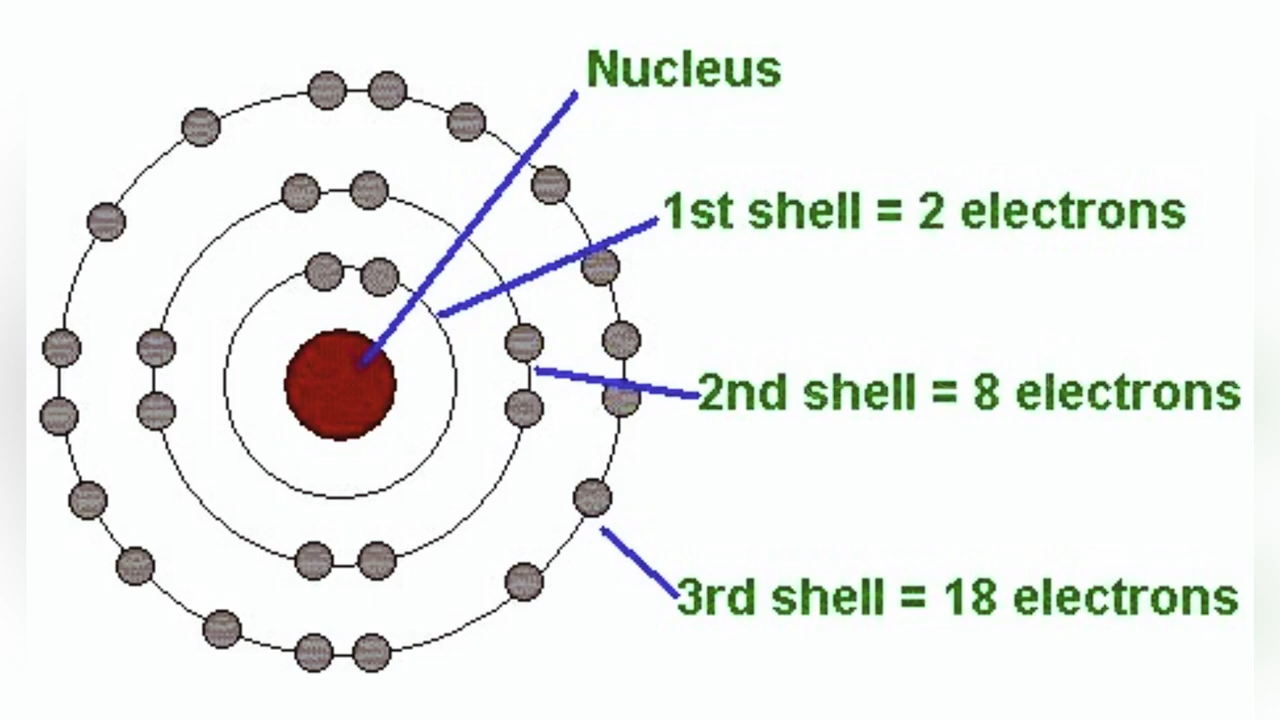 Nucleus
1st shell = 2 electrons
2nd shell = 8 electrons
3rd shell = 18 electrons